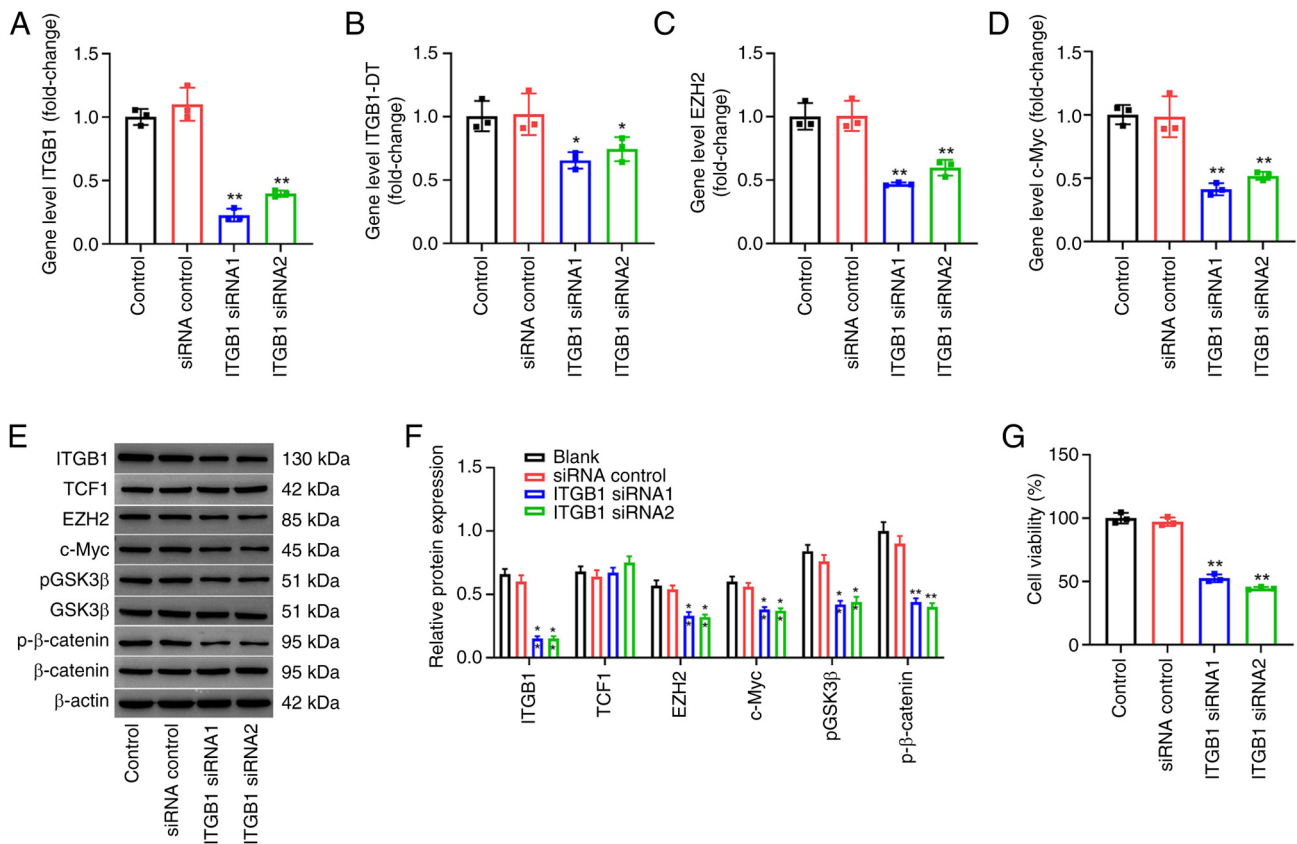 A
Gene level ITGB1 (fold-change)
1.5
1.0
0.5
0.0
**
**
Control
siRNA control
ITGB1 siRNA1
ITGB1 siRNA2
B
Gene level ITGB1-DT
(fold-change)
1.5
1.0
0.5
0.0
*
*
Control
siRNA control
ITGB1 siRNA1
ITGB1 siRNA2
C
Gene level EZH2
(fold-change)
1.5
1.0
0.5
0.0
**
**
Control
siRNA control
ITGB1 siRNA1
ITGB1 siRNA2
D
Gene level c-Myc (fold-change)
1.5
1.0
0.5
0.0
**
**
Control
siRNA control
ITGB1 siRNA1
ITGB1 siRNA2
E
ITGB1 130 kDa
TCF1 42 kDa
EZH2 85 kDa
c-Myc 45 kDa
pGSK3β 51 kDa
GSK3β 51 kDa
p-β-catenin 95 kDa
β-catenin 95 kDa
β-actin 42 kDa
Control
siRNA control
ITGB1 siRNA1
ITGB1 siRNA2
F
Relative protein expression
1.5
1.0
0.5
0.0
Blank
siRNA control
ITGB1 siRNA1
ITGB1 siRNA2
** **
** **
** **
** **
** **
ITGB1
TCF1
EZH2
c-Myc
pGSK3β
p-β-catenin
G
Cell viability (%)
150
100
50
0
**
**
Control
siRNA control
ITGB1 siRNA1
ITGB1 siRNA2